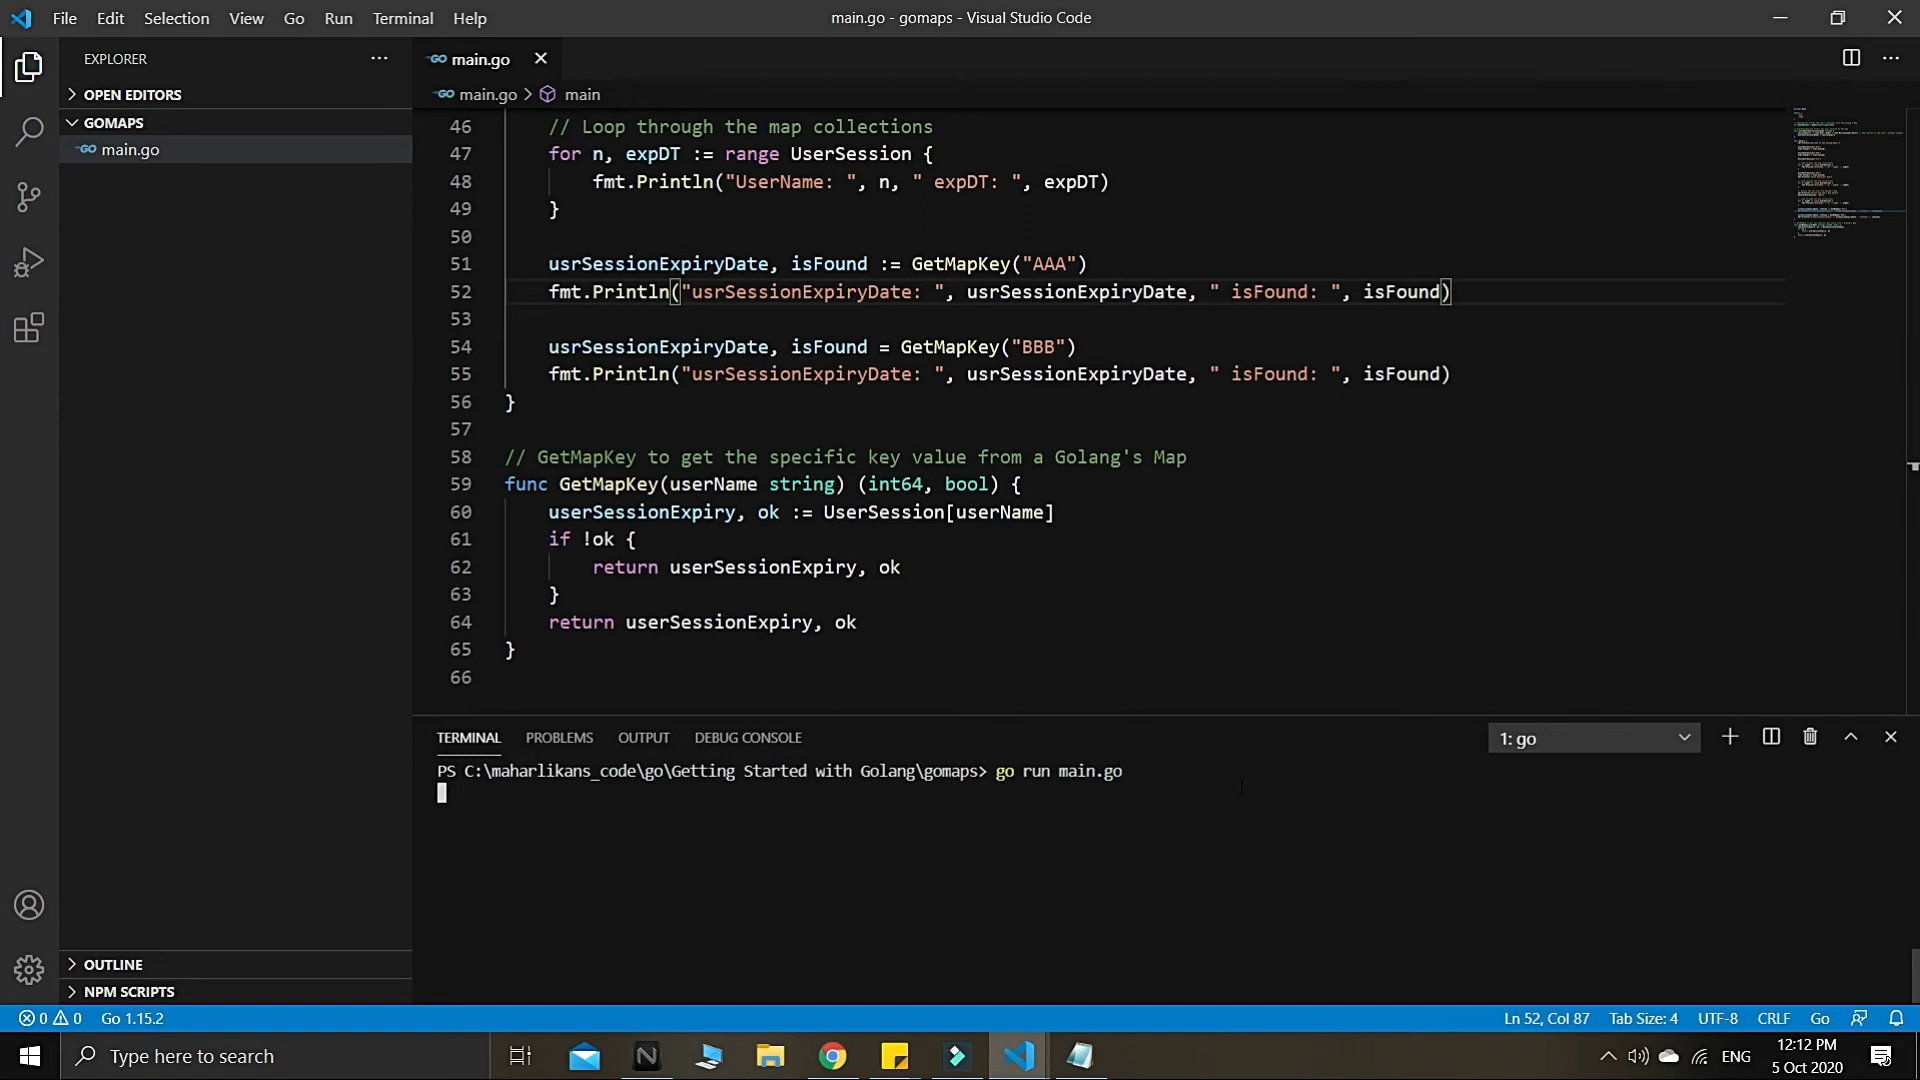 File Edit Selection View Go Run Terminal Help
main.go - gomaps - Visual Studio Code
EXPLORER
OPEN EDITORS
GOMAPS
main.go
OUTLINE
NPM SCRIPTS
main.go
main.go > main
46 // Loop through the map collections
47 for n, expDT := range UserSession {
48 fmt.Println("UserName: ", n, " expDT: ", expDT)
49 }
50
51 usrSessionExpiryDate, isFound := GetMapKey("AAA")
52 fmt.Println("usrSessionExpiryDate: ", usrSessionExpiryDate, " isFound: ", isFound)
53
54 usrSessionExpiryDate, isFound = GetMapKey("BBB")
55 fmt.Println("usrSessionExpiryDate: ", usrSessionExpiryDate, " isFound: ", isFound)
56 }
57
58 // GetMapKey to get the specific key value from a Golang's Map
59 func GetMapKey(userName string) (int64, bool) {
60 userSessionExpiry, ok := UserSession[userName]
61 if !ok {
62 return userSessionExpiry, ok
63 }
64 return userSessionExpiry, ok
65 }
66
TERMINAL PROBLEMS OUTPUT DEBUG CONSOLE
1: go
PS C:\maharlikans_code\go\Getting Started with Golang\gomaps> go run main.go
0 0 Go 1.15.2
Ln 52, Col 87 Tab Size: 4 UTF-8 CRLF Go
Type here to search
ENG
12:12 PM
5 Oct 2020